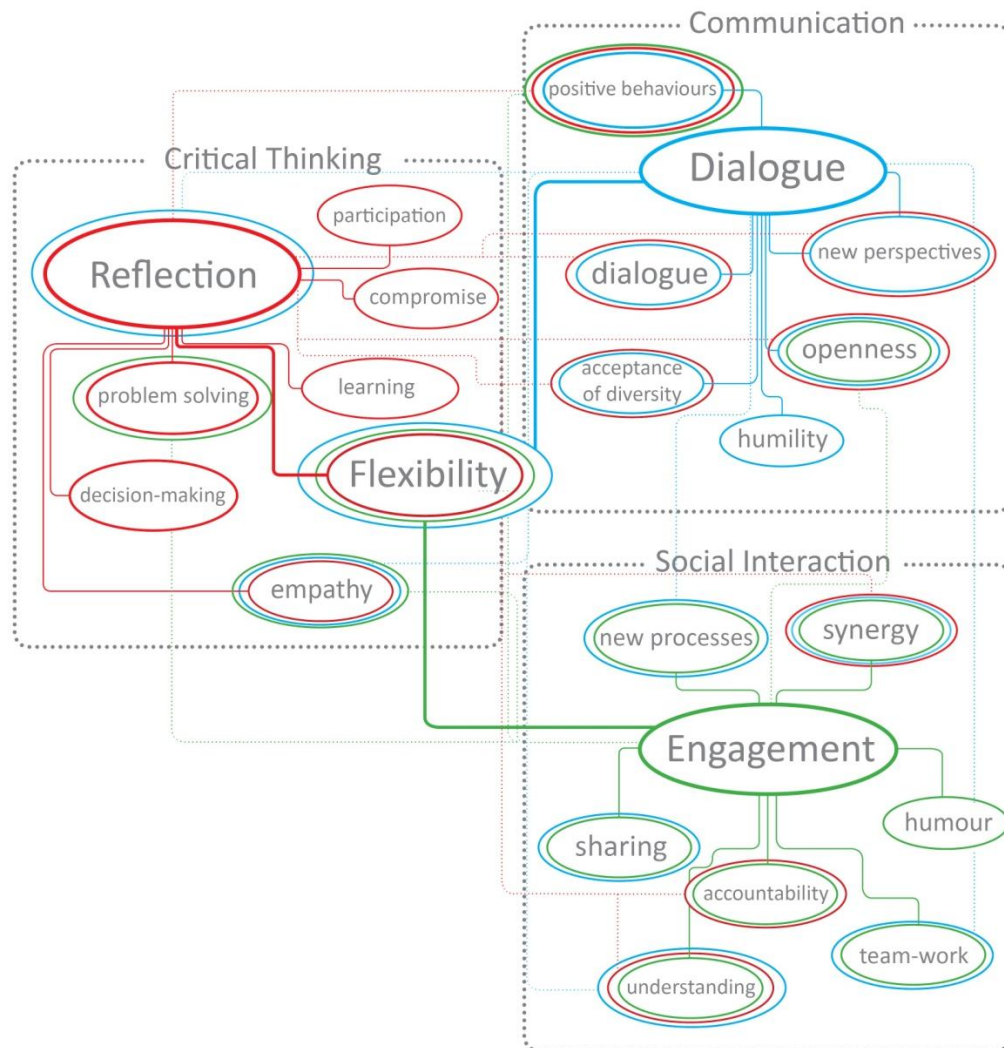 Communication
positive behaviours
Dialogue
new perspectives
dialogue
openness
acceptance
of diversity
humility
Critical Thinking
participation
Reflection
compromise
learning
problem solving
Flexibility
decision-making
empathy
Social Interaction
new processes
synergy
Engagement
humour
sharing
accountability
team-work
understanding